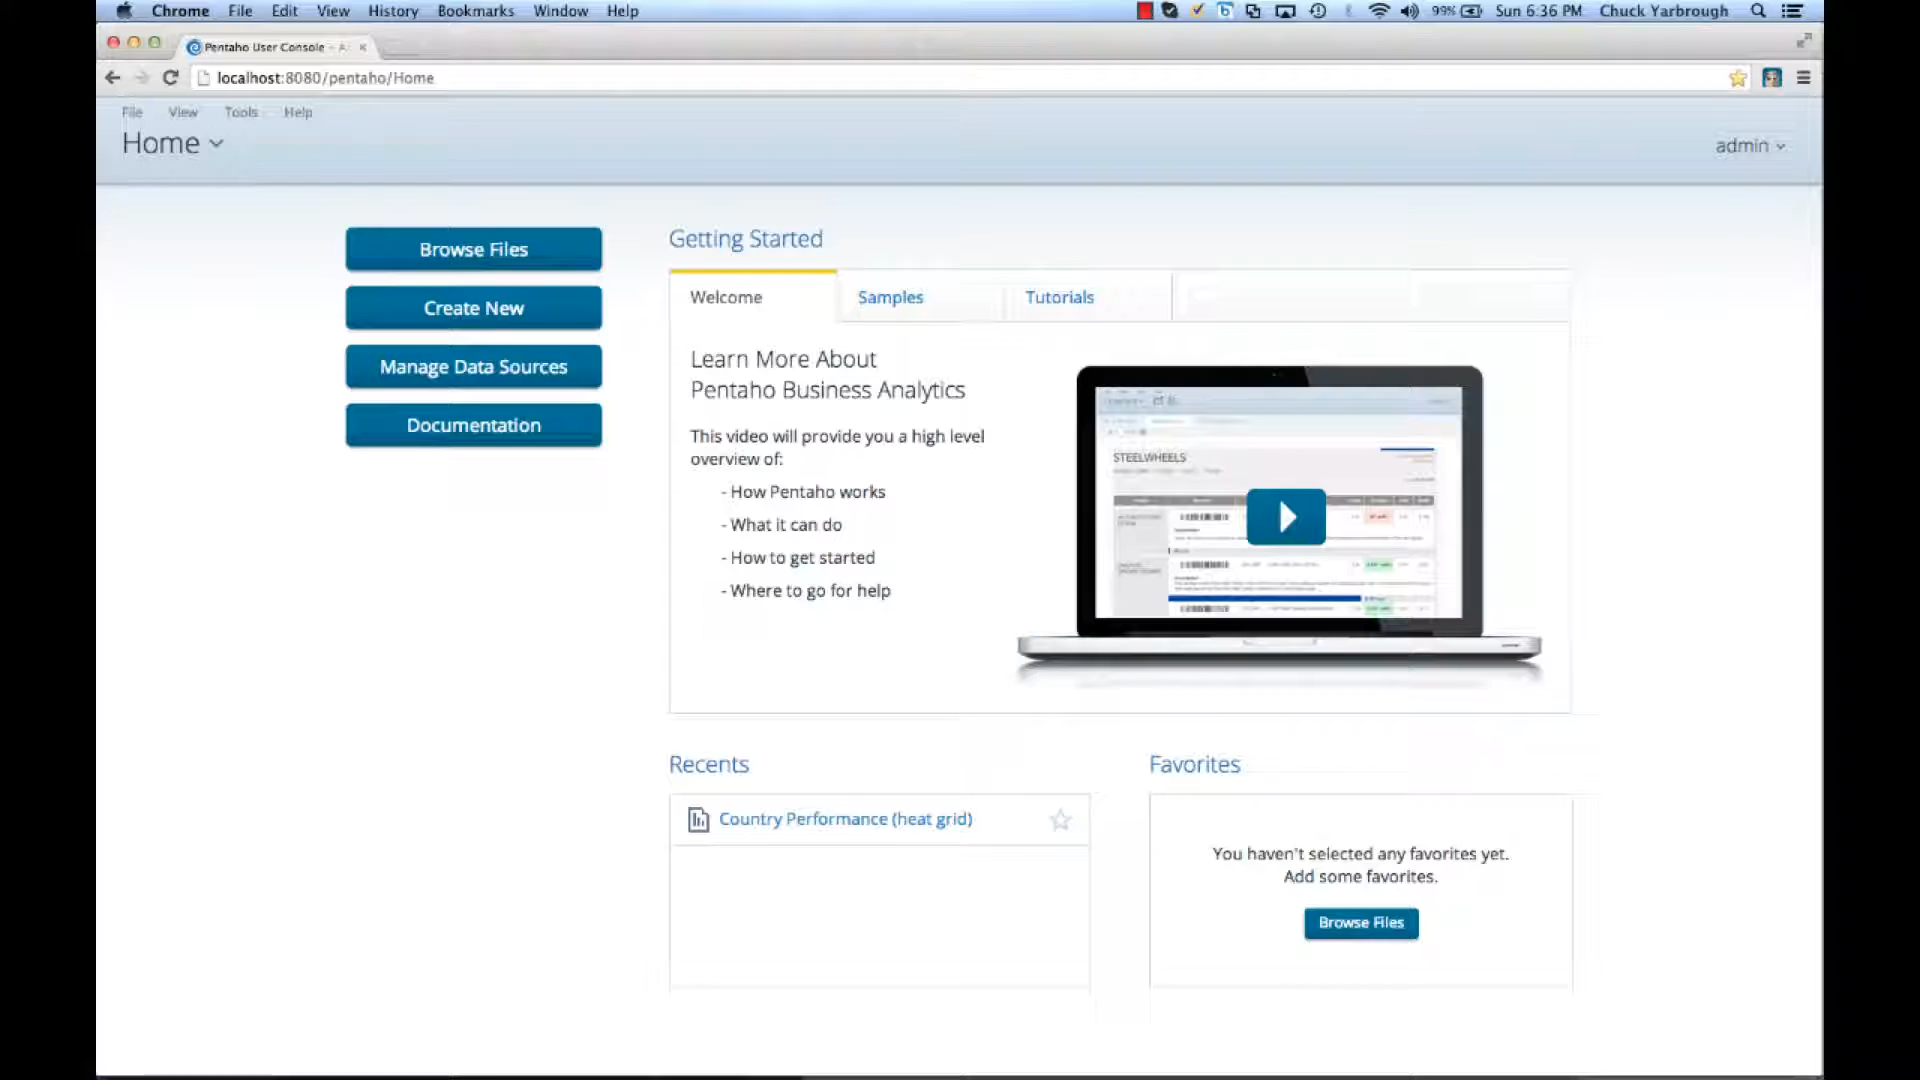 Chrome File Edit View History Bookmarks Window Help 99% Sun 6:36 PM Chuck Yarbrough
Pentaho User Console - A
localhost:8080/pentaho/Home
File View Tools Help
Home
admin
Browse Files
Create New
Manage Data Sources
Documentation
Getting Started
Welcome Samples Tutorials
Learn More About
Pentaho Business Analytics
This video will provide you a high level
overview of:
- How Pentaho works
- What it can do
- How to get started
- Where to go for help
STEELWHEELS
Recents
Country Performance (heat grid)
Favorites
You haven't selected any favorites yet.
Add some favorites.
Browse Files